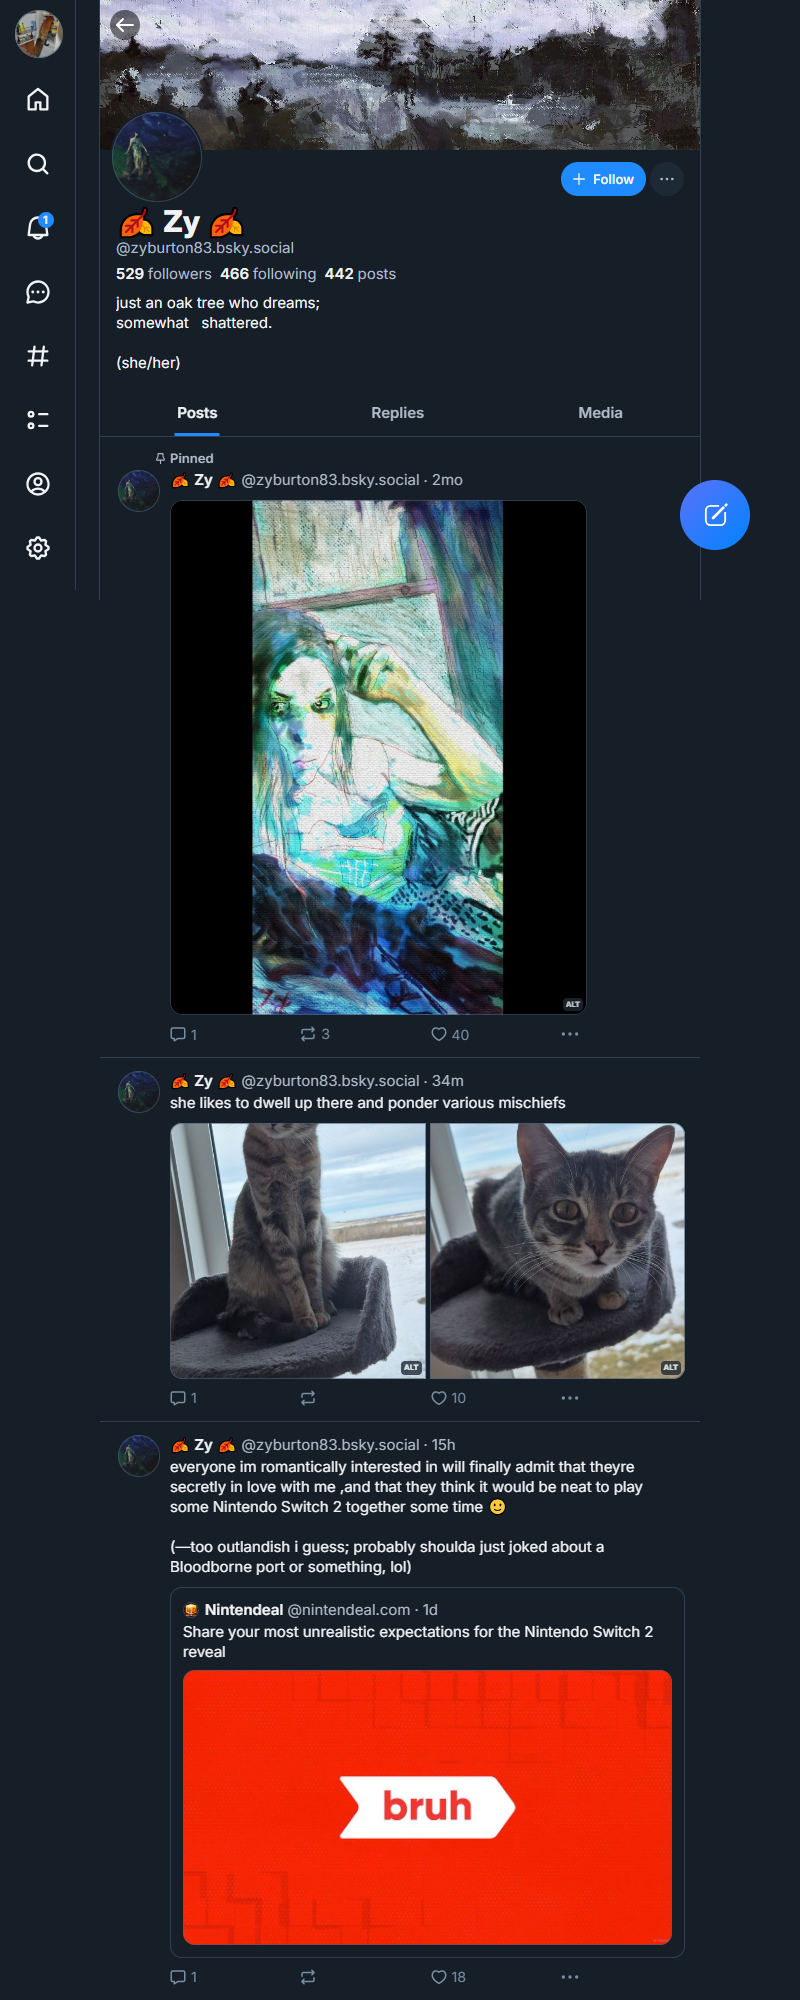 1
+ Follow
🍂 Zy 🍂
@zyburton83.bsky.social
529 followers 466 following 442 posts
just an oak tree who dreams;
somewhat shattered.
(she/her)
Posts Replies Media
Pinned
🍂 Zy 🍂 @zyburton83.bsky.social · 2mo
ALT
1 3 40
🍂 Zy 🍂 @zyburton83.bsky.social · 34m
she likes to dwell up there and ponder various mischiefs
ALT ALT
1 10
🍂 Zy 🍂 @zyburton83.bsky.social · 15h
everyone im romantically interested in will finally admit that theyre
secretly in love with me ,and that they think it would be neat to play
some Nintendo Switch 2 together some time 🙂
(—too outlandish i guess; probably shoulda just joked about a
Bloodborne port or something, lol)
🍻 Nintendeal @nintendeal.com · 1d
Share your most unrealistic expectations for the Nintendo Switch 2
reveal
bruh
1 18